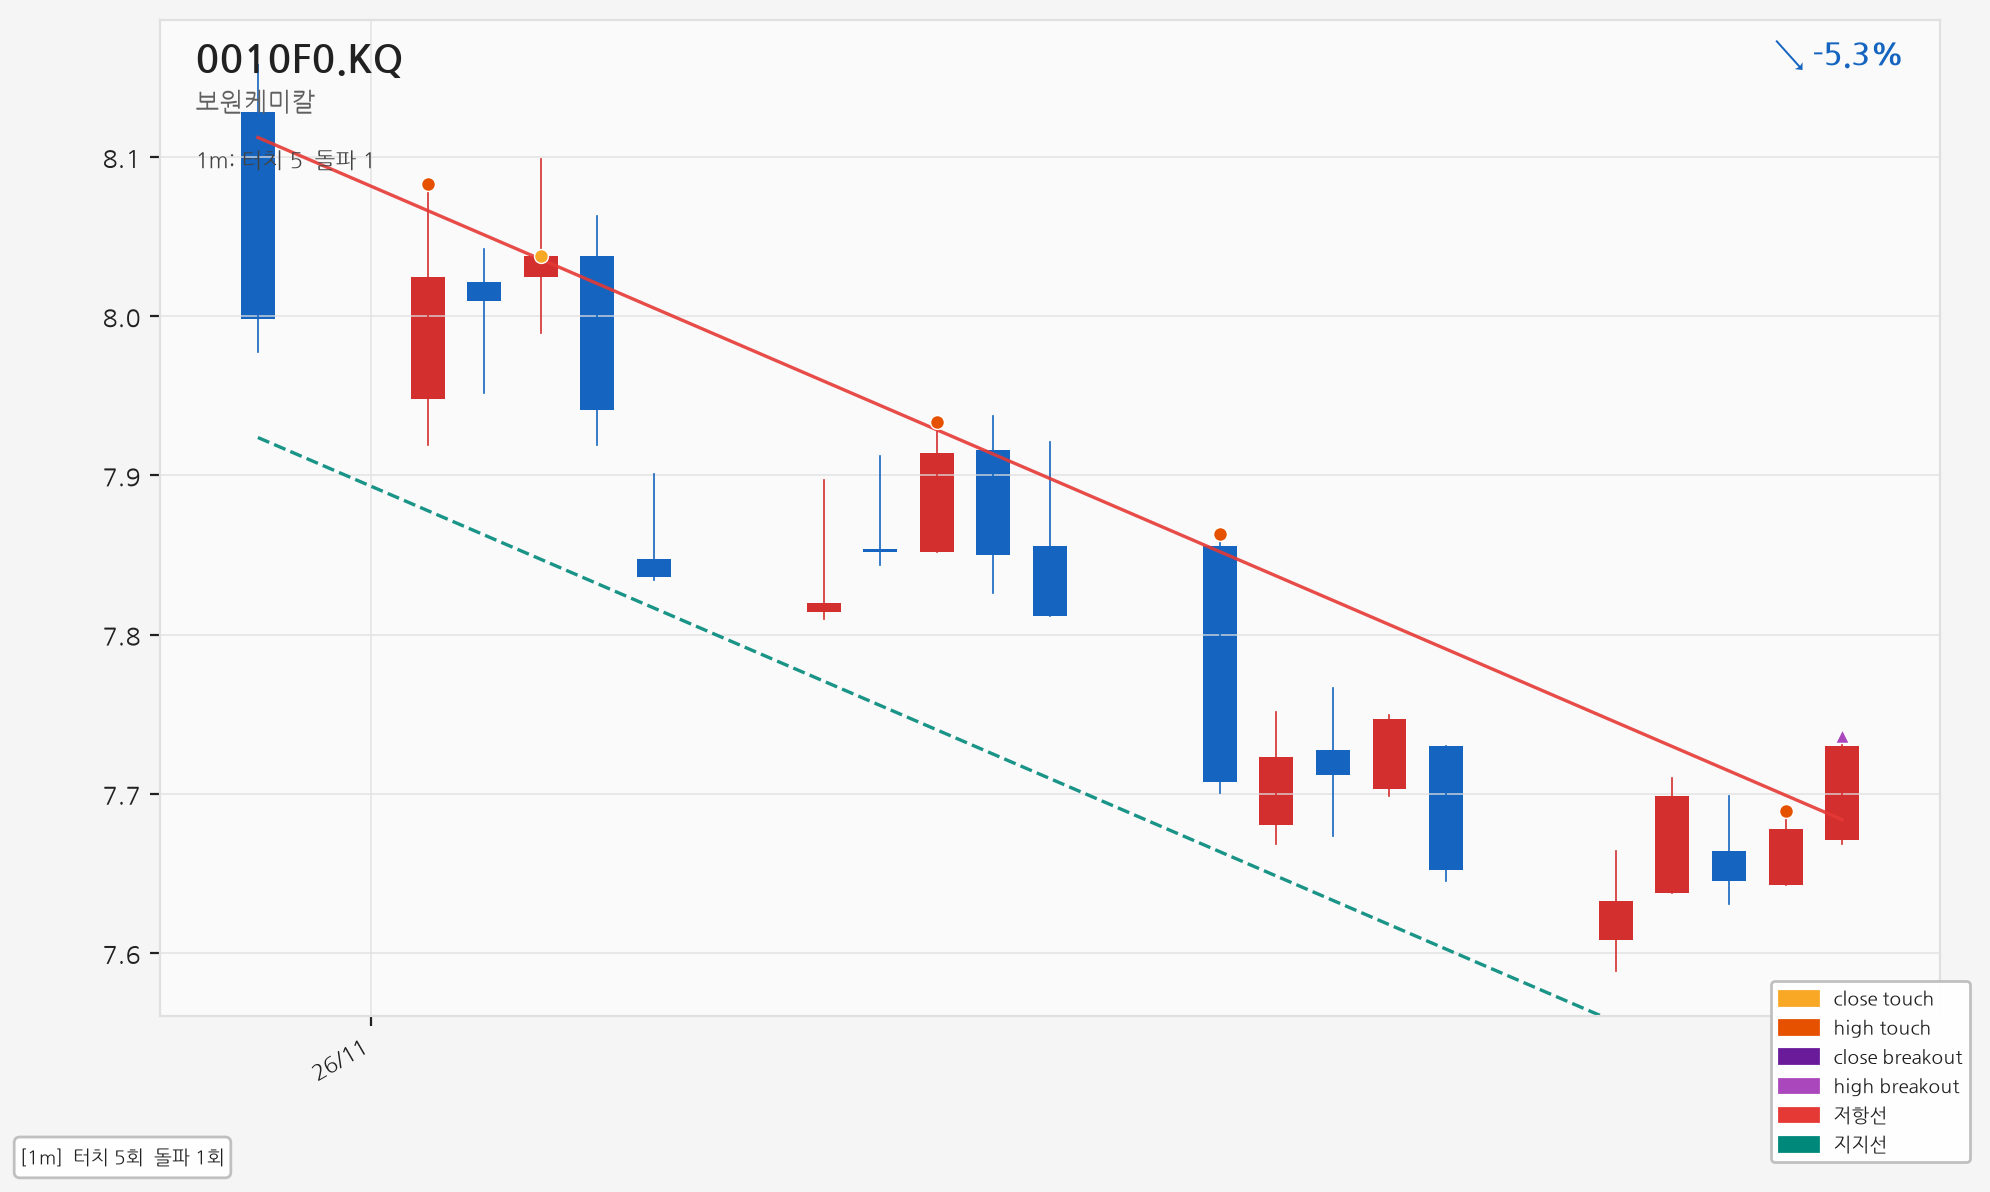 0010F0.KQ
보원케미칼
1m: 터치 5  돌파 1
-5.3%
8.1
8.0
7.9
7.8
7.7
7.6
26/11
close touch
high touch
close breakout
high breakout
저항선
지지선
[1m]  터치 5회  돌파 1회